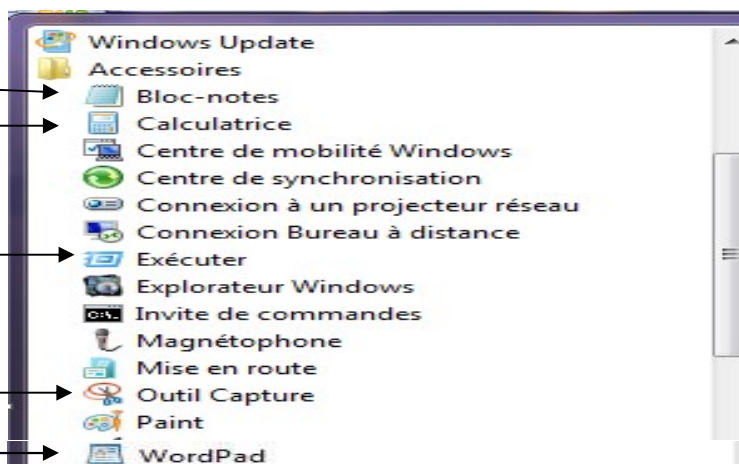 Windows Update
Accessoires
Bloc-notes
Calculatrice
Centre de mobilité Windows
Centre de synchronisation
Connexion à un projecteur réseau
Connexion Bureau à distance
Exécuter
Explorateur Windows
Invite de commandes
Magnétophone
Mise en route
Outil Capture
Paint
WordPad